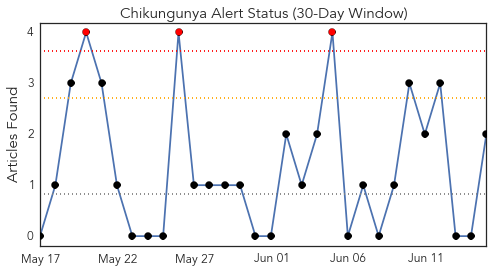 Chikungunya Alert Status (30-Day Window)
Articles Found
4
3
2
1
0
May 17 May 22 May 27 Jun 01 Jun 06 Jun 11